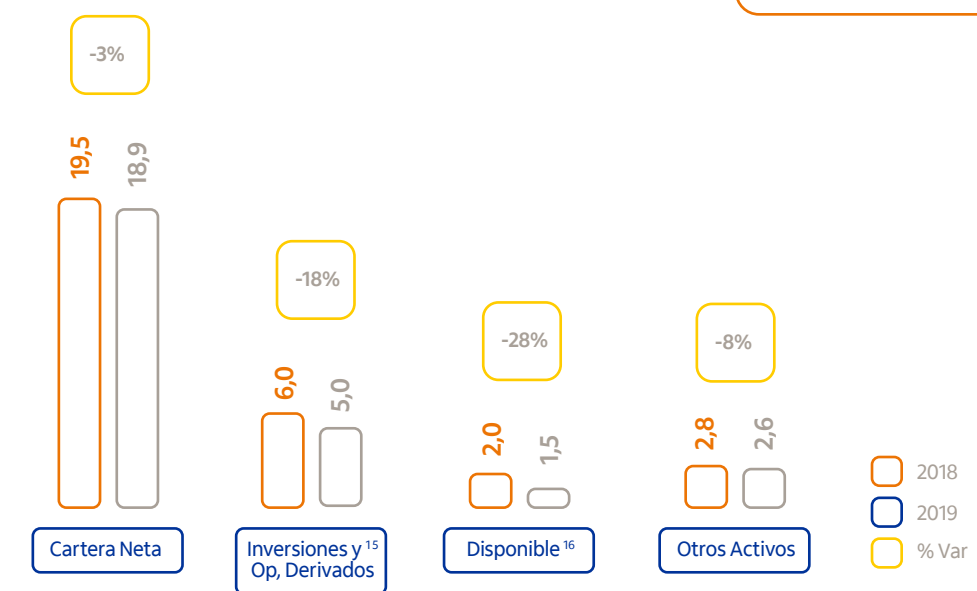 -3%
19,5
18,9
-18%
6,0
5,0
-28%
2,0
1,5
-8%
2,8
2,6
Cartera Neta
Inversiones y 15
Op, Derivados
Disponible 16
Otros Activos
2018
2019
% Var